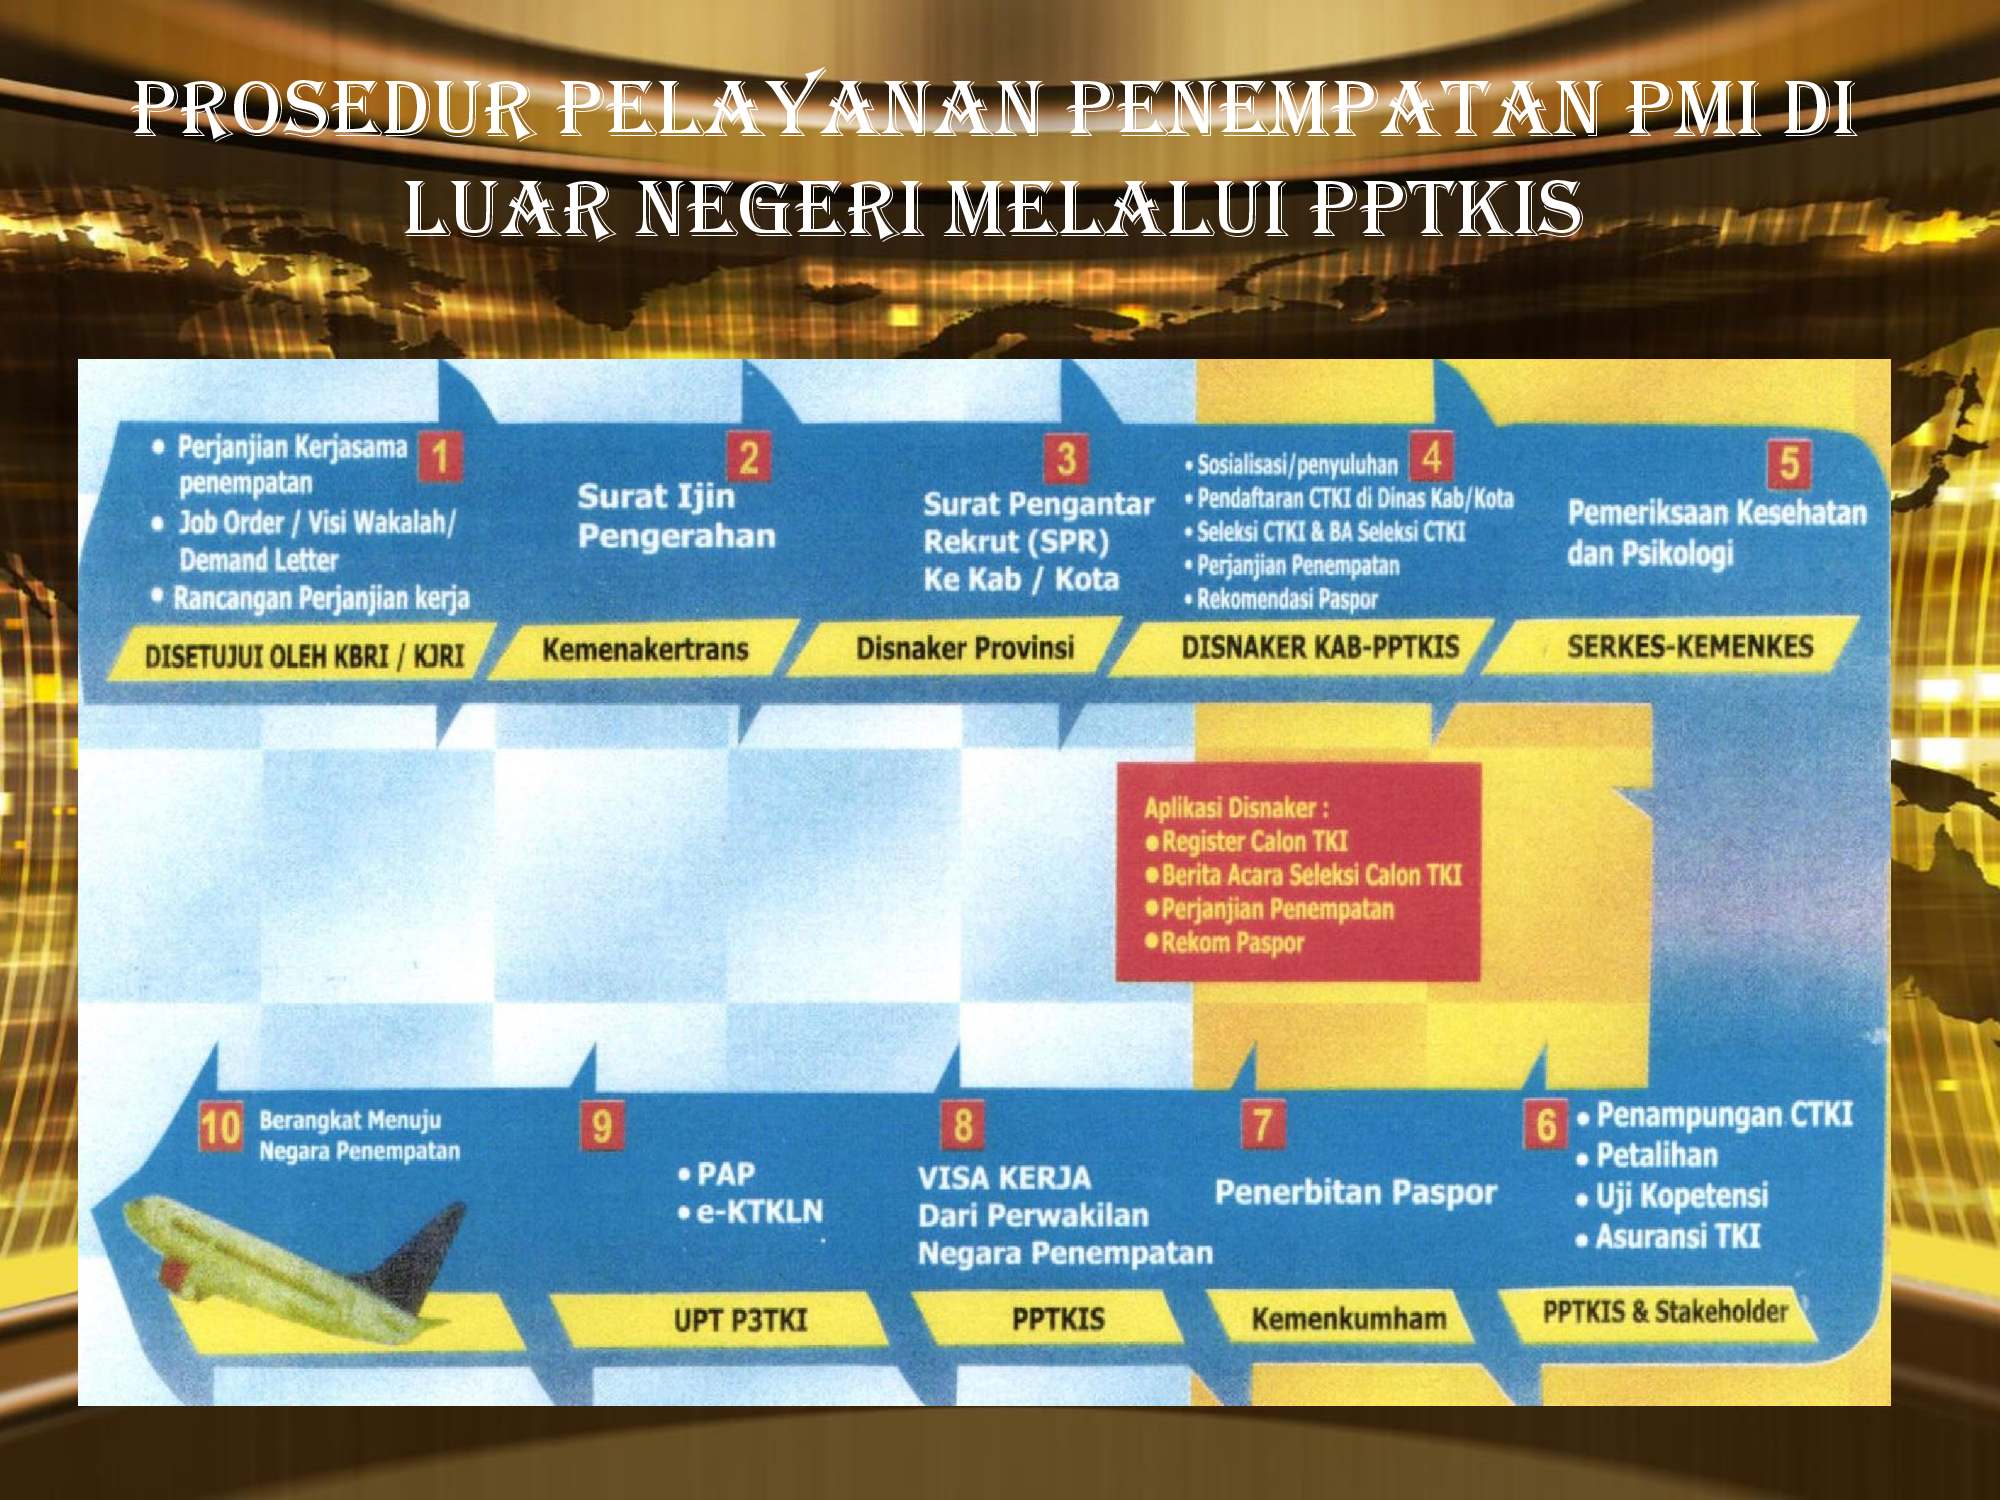 PROSEDUR PELAYANAN PENEMPATAN PMI DI
LUAR NEGERI MELALUI PPTKIS
• Perjanjian Kerjasama
penempatan
• Job Order / Visi Wakalah/
Demand Letter
• Rancangan Perjanjian kerja
1
DISETUJUI OLEH KBRI / KJRI
2
Surat Ijin
Pengerahan
Kemenakertrans
3
Surat Pengantar
Rekrut (SPR)
Ke Kab / Kota
Disnaker Provinsi
4
• Sosialisasi/penyuluhan
• Pendaftaran CTKI di Dinas Kab/Kota
• Seleksi CTKI & BA Seleksi CTKI
• Perjanjian Penempatan
• Rekomendasi Paspor
DISNAKER KAB-PPTKIS
5
Pemeriksaan Kesehatan
dan Psikologi
SERKES-KEMENKES
Aplikasi Disnaker :
• Register Calon TKI
• Berita Acara Seleksi Calon TKI
• Perjanjian Penempatan
• Rekom Paspor
10
Berangkat Menuju
Negara Penempatan
9
• PAP
• e-KTKLN
UPT P3TKI
8
VISA KERJA
Dari Perwakilan
Negara Penempatan
PPTKIS
7
Penerbitan Paspor
Kemenkumham
6
• Penampungan CTKI
• Petalihan
• Uji Kopetensi
• Asuransi TKI
PPTKIS & Stakeholder